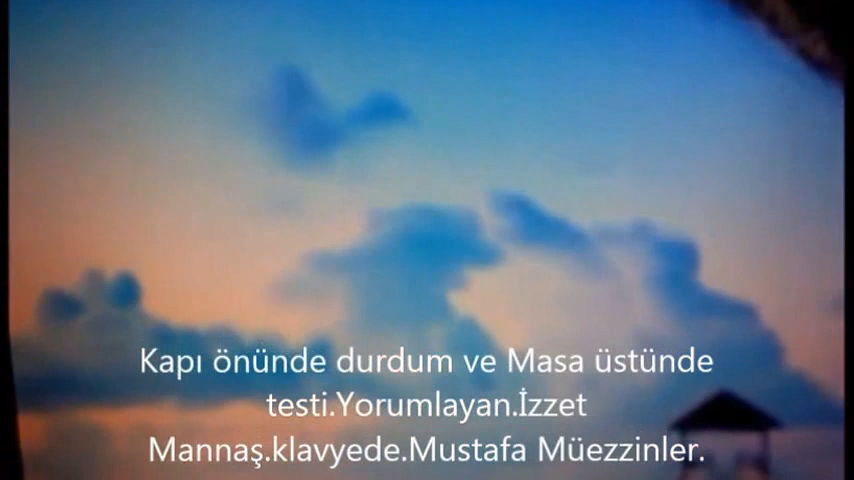 Kapı önünde durdum ve Masa üstünde
testi.Yorumlayan.İzzet
Mannaş.klavyede.Mustafa Müezzinler.